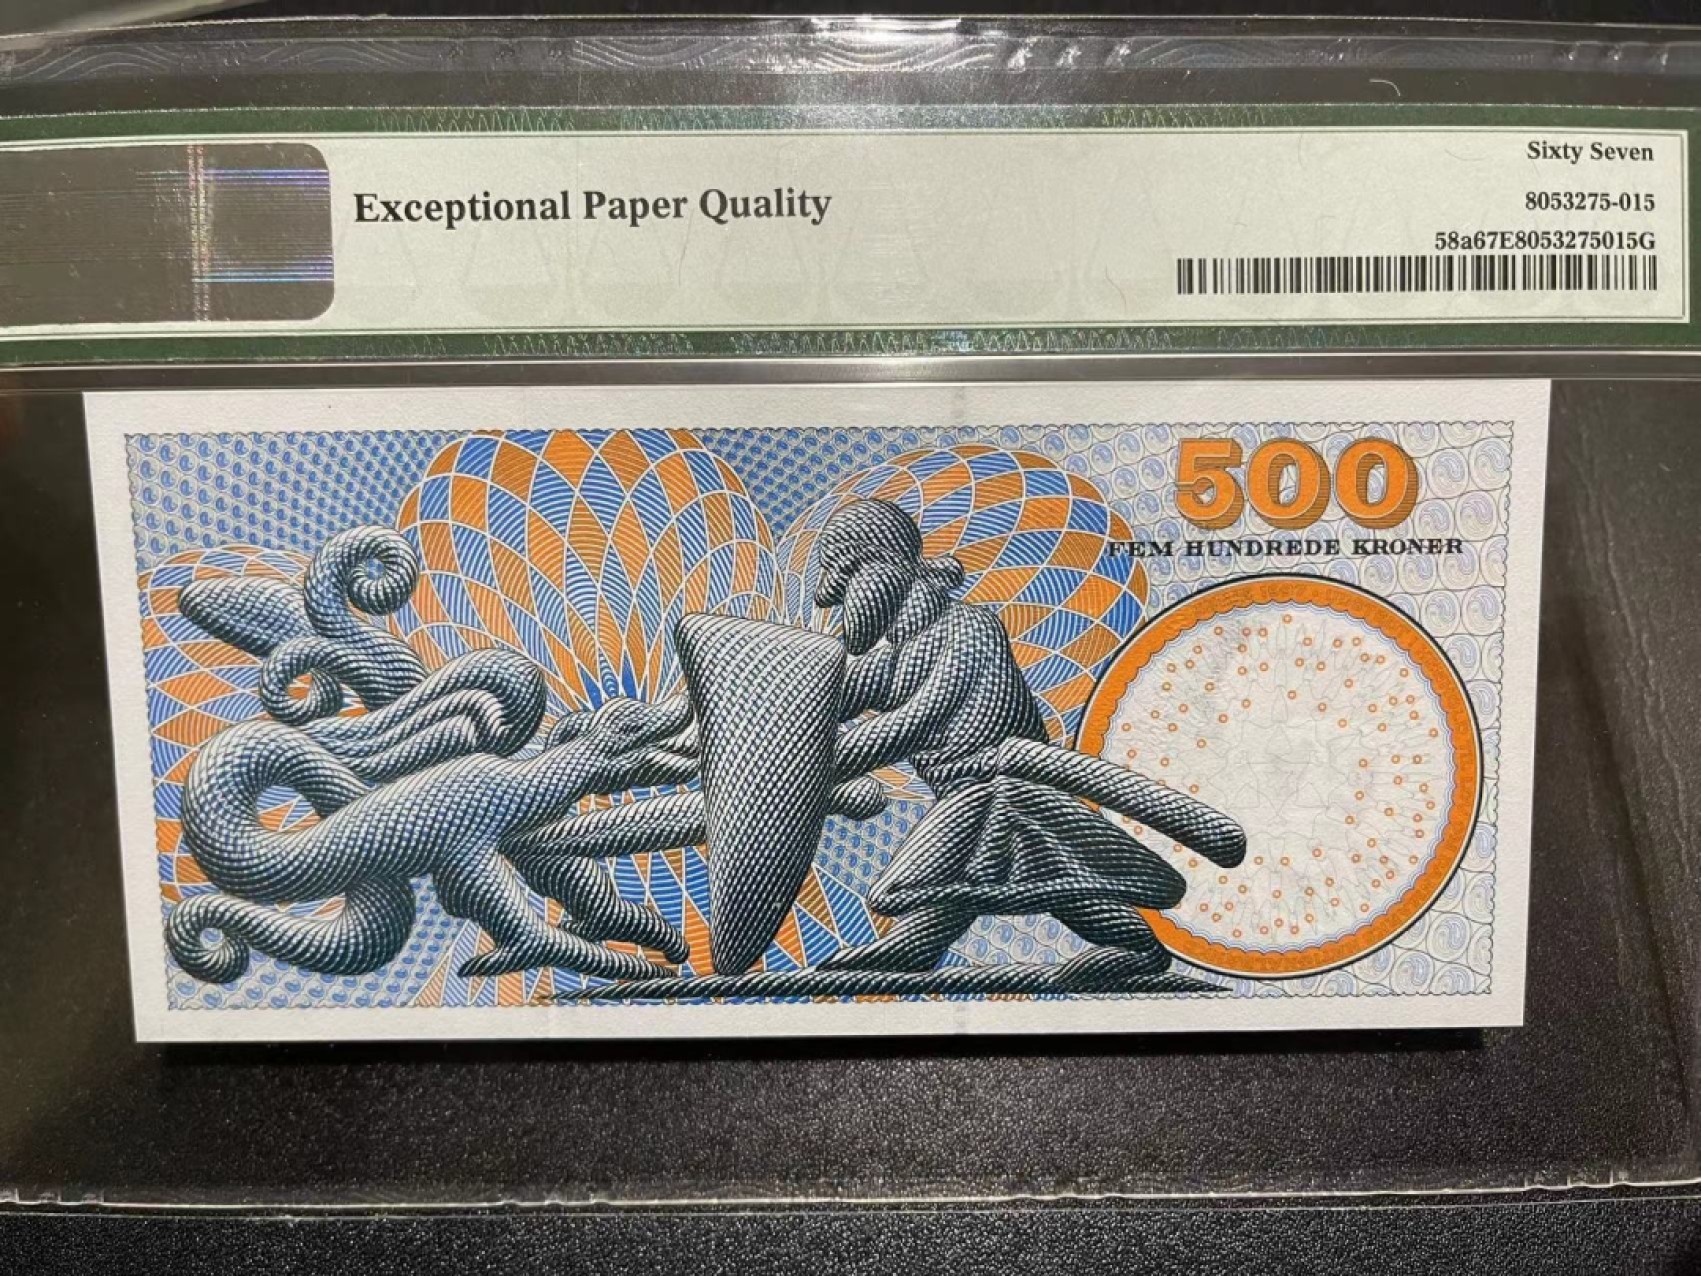 Exceptional Paper Quality
Sixty Seven
8053275-015
58a67E8053275015G
500
FEM HUNDREDE KRONER